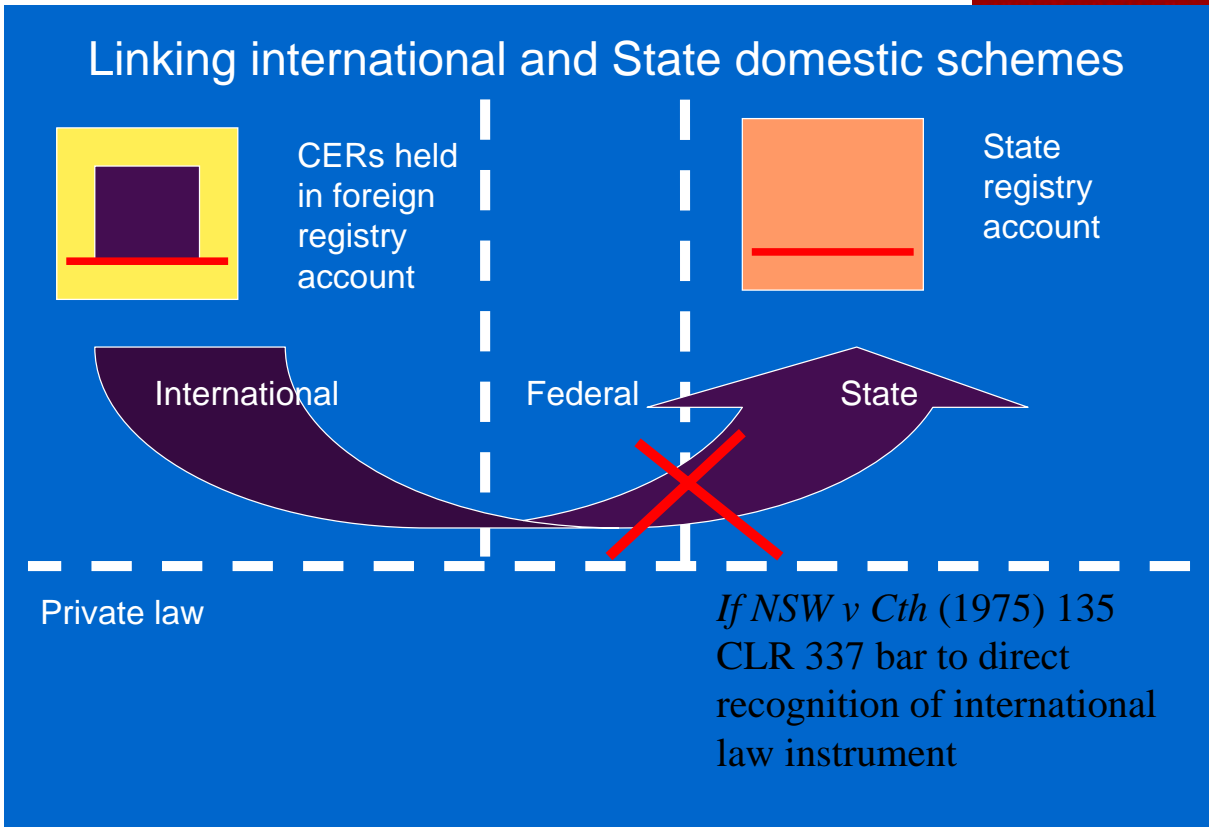 Linking international and State domestic schemes
CERs held
in foreign
registry
account
State
registry
account
International
Federal
State
Private law
If NSW v Cth (1975) 135
CLR 337 bar to direct
recognition of international
law instrument